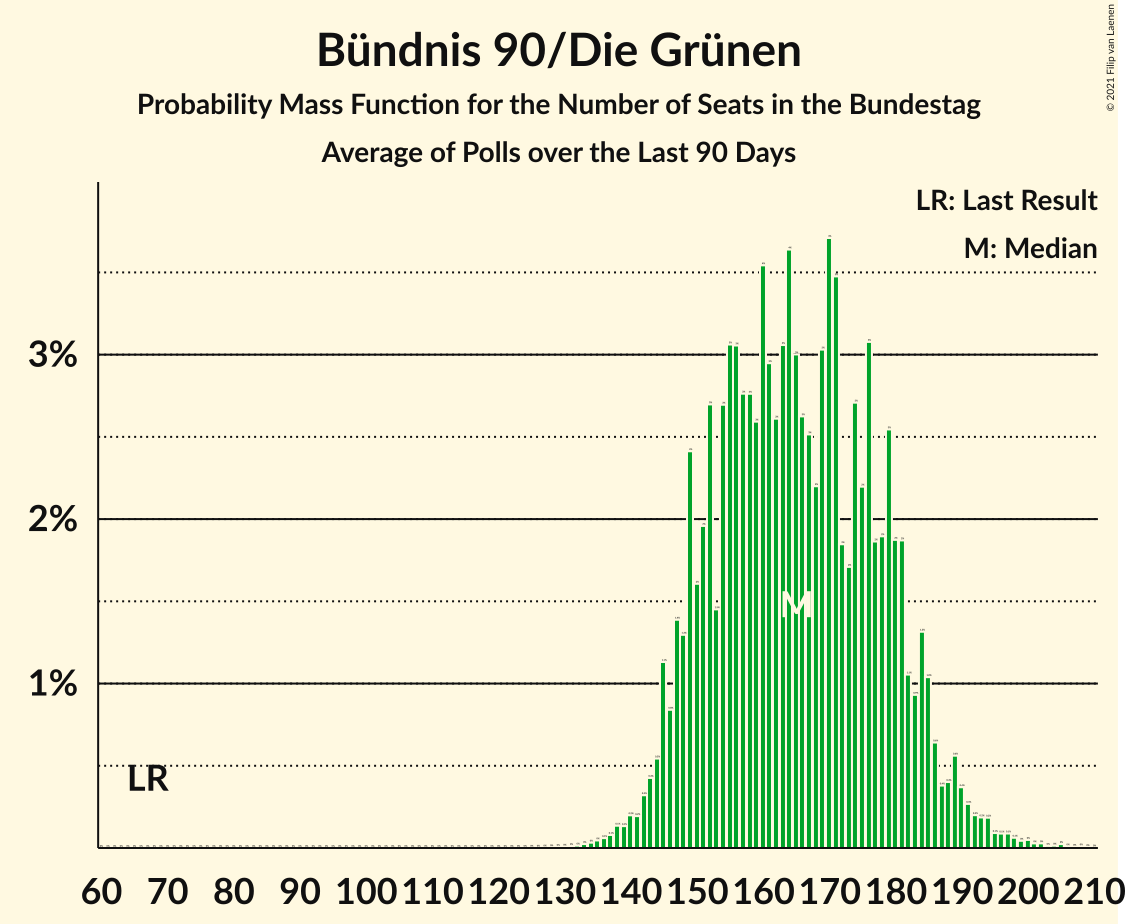 Bündnis 90/Die Grünen
Probability Mass Function for the Number of Seats in the Bundestag
Average of Polls over the Last 90 Days
© 2021 Filip van Laenen
LR: Last Result
M: Median
3%
2%
1%
M
LR
60 70 80 90 100 110 120 130 140 150 160 170 180 190 200 210